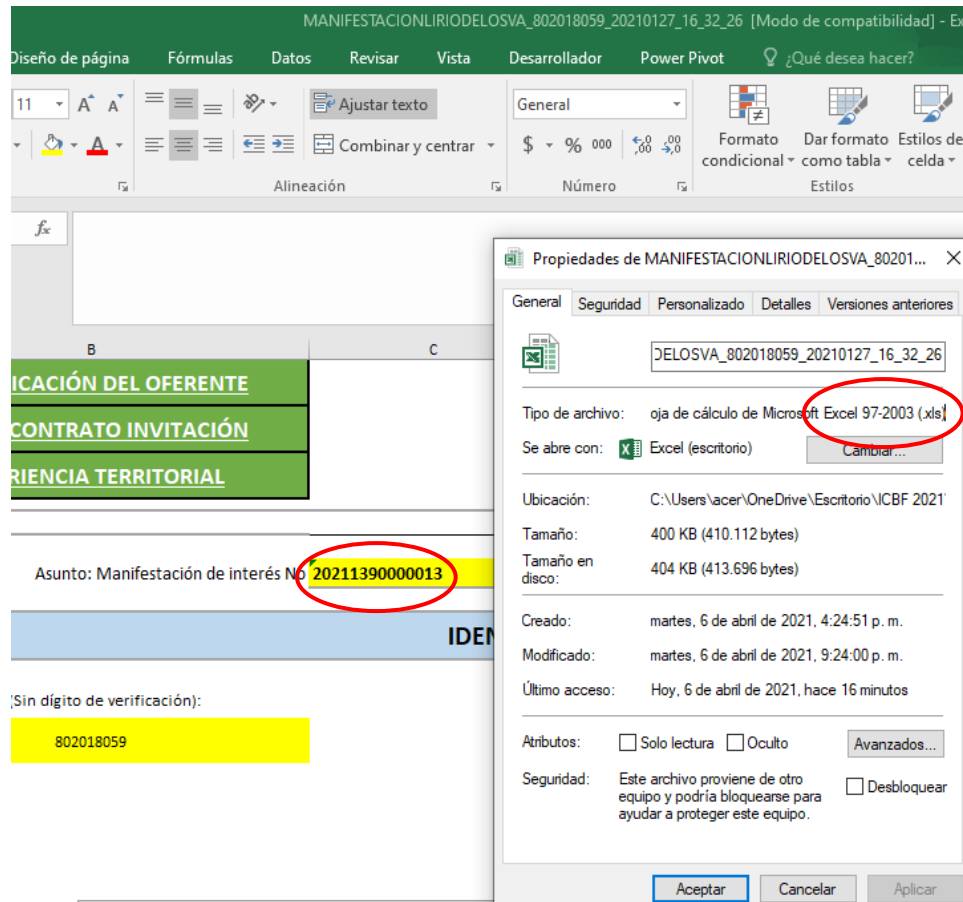 MANIFESTACIONLIRIODELOSVA_802018059_20210127_16_32_26 [Modo de compatibilidad] - Ex
Diseño de página Fórmulas Datos Revisar Vista Desarrollador Power Pivot ¿Qué desea hacer?
11 A A Ajustar texto General
A Combinar y centrar $ % 000 Formato condicional Dar formato como tabla Estilos de celda
Alineación Número Estilos
fx
B C
ICACIÓN DEL OFERENTE
CONTRATO INVITACIÓN
RIENCIA TERRITORIAL
Asunto: Manifestación de interés No 20211390000013
IDEN
(Sin dígito de verificación):
802018059
Propiedades de MANIFESTACIONLIRIODELOSVA_80201...
General Seguridad Personalizado Detalles Versiones anteriores
DELOSVA_802018059_20210127_16_32_26
Tipo de archivo: oja de cálculo de Microsoft Excel 97-2003 (.xls)
Se abre con: Excel (escritorio) Cambiar...
Ubicación: C:\Users\acer\OneDrive\Escritorio\ICBF 2021
Tamaño: 400 KB (410.112 bytes)
Tamaño en disco: 404 KB (413.696 bytes)
Creado: martes, 6 de abril de 2021, 4:24:51 p. m.
Modificado: martes, 6 de abril de 2021, 9:24:00 p. m.
Último acceso: Hoy, 6 de abril de 2021, hace 16 minutos
Atributos: Solo lectura Oculto Avanzados...
Seguridad: Este archivo proviene de otro
equipo y podría bloquearse para
ayudar a proteger este equipo.
Desbloquear
Aceptar Cancelar Aplicar